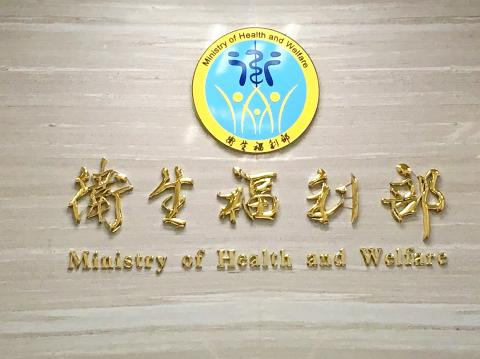 Ministry of Health and Welfare
衛生福利部
衛生福利部
Ministry of Health and Welfare